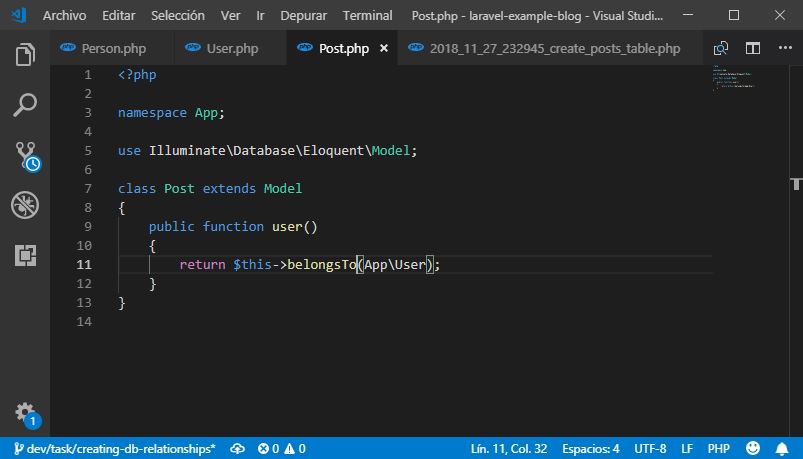 Archivo Editar Selección Ver Ir Depurar Terminal Post.php - laravel-example-blog - Visual Studi...
Person.php User.php Post.php 2018_11_27_232945_create_posts_table.php
1 <?php
2
3 namespace App;
4
5 use Illuminate\Database\Eloquent\Model;
6
7 class Post extends Model
8 {
9 public function user()
10 {
11 return $this->belongsTo(App\User);
12 }
13 }
14
1
dev/task/creating-db-relationships* 0 0 Lín. 11, Col. 32 Espacios: 4 UTF-8 LF PHP